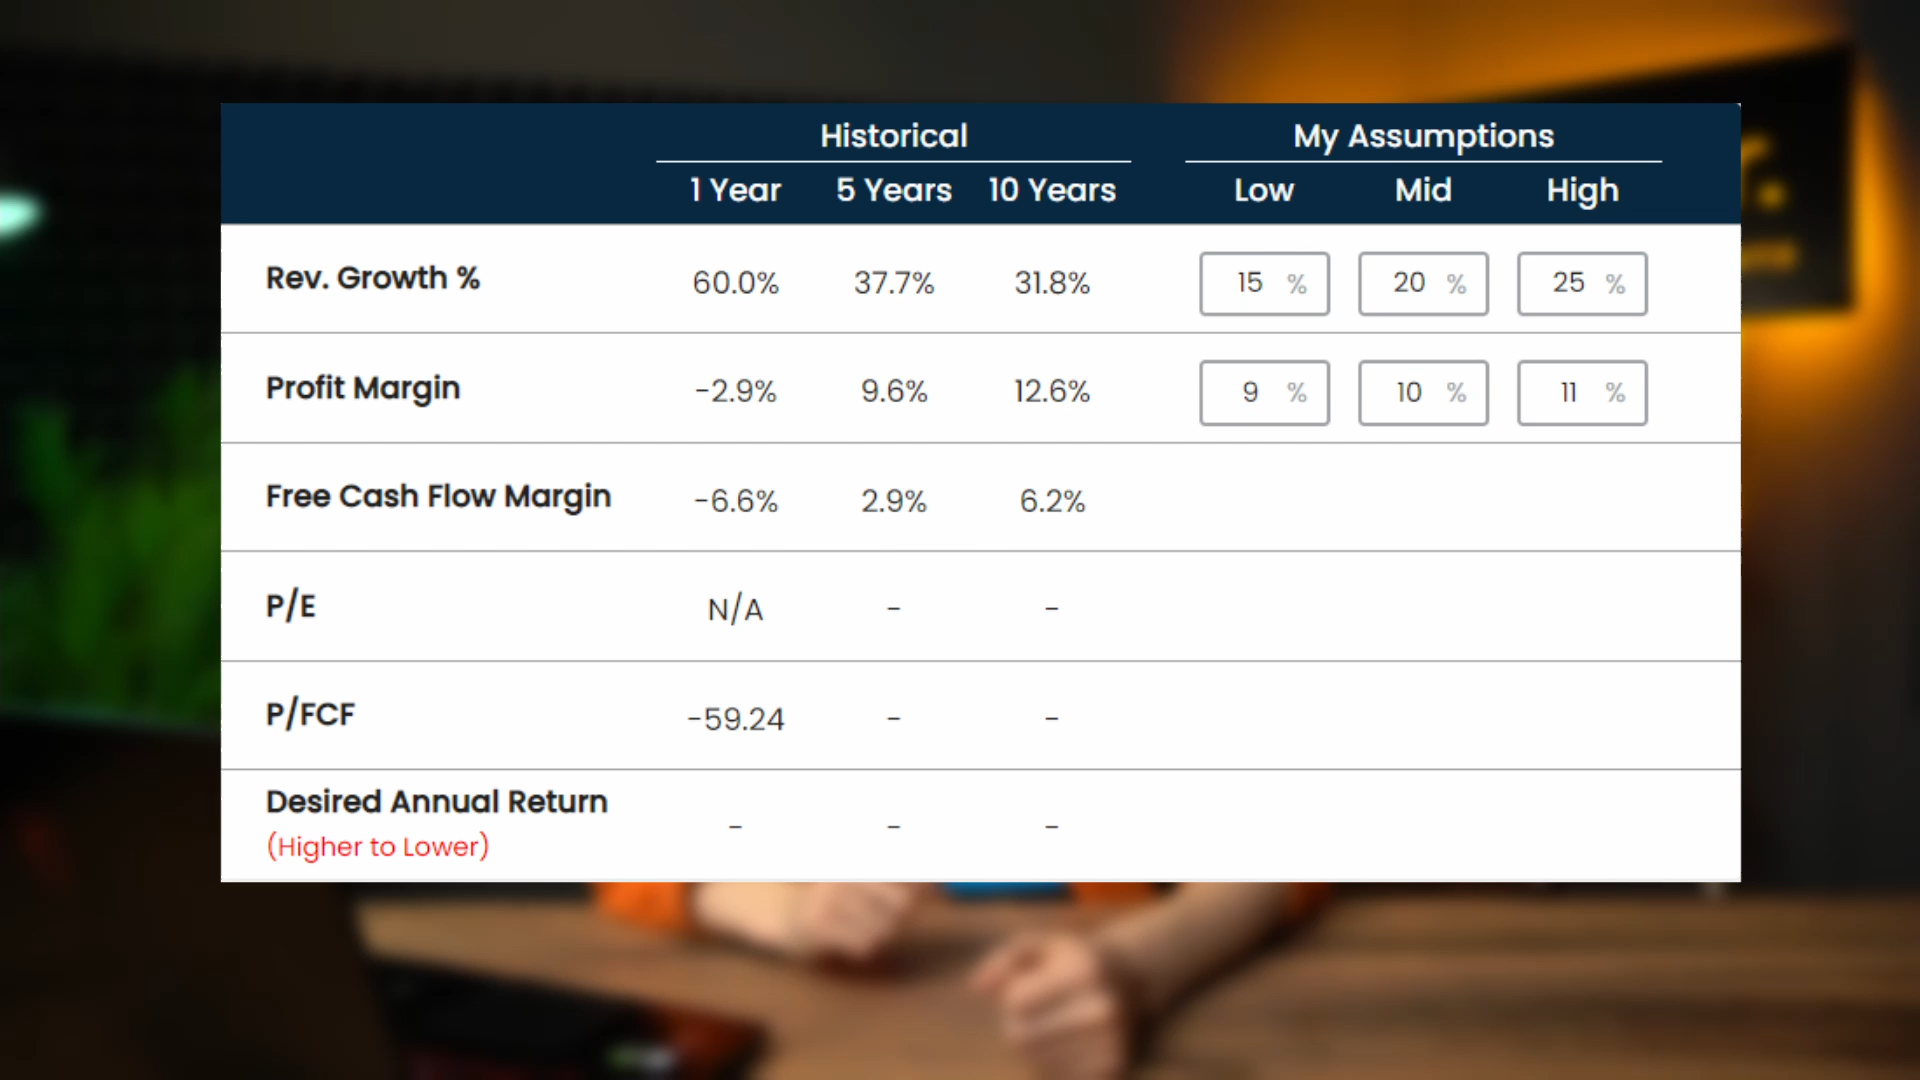 Historical My Assumptions
1 Year 5 Years 10 Years Low Mid High
Rev. Growth % 60.0% 37.7% 31.8% 15 % 20 % 25 %
Profit Margin -2.9% 9.6% 12.6% 9 % 10 % 11 %
Free Cash Flow Margin -6.6% 2.9% 6.2%
P/E N/A - -
P/FCF -59.24 - -
Desired Annual Return - - -
(Higher to Lower)